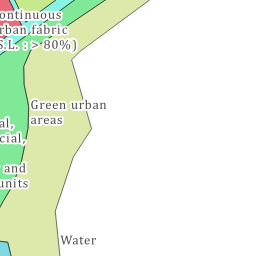 ontinuous
rban fabric
S.L. : > 80%)
Green urban
areas
al,
cial,
and
units
Water